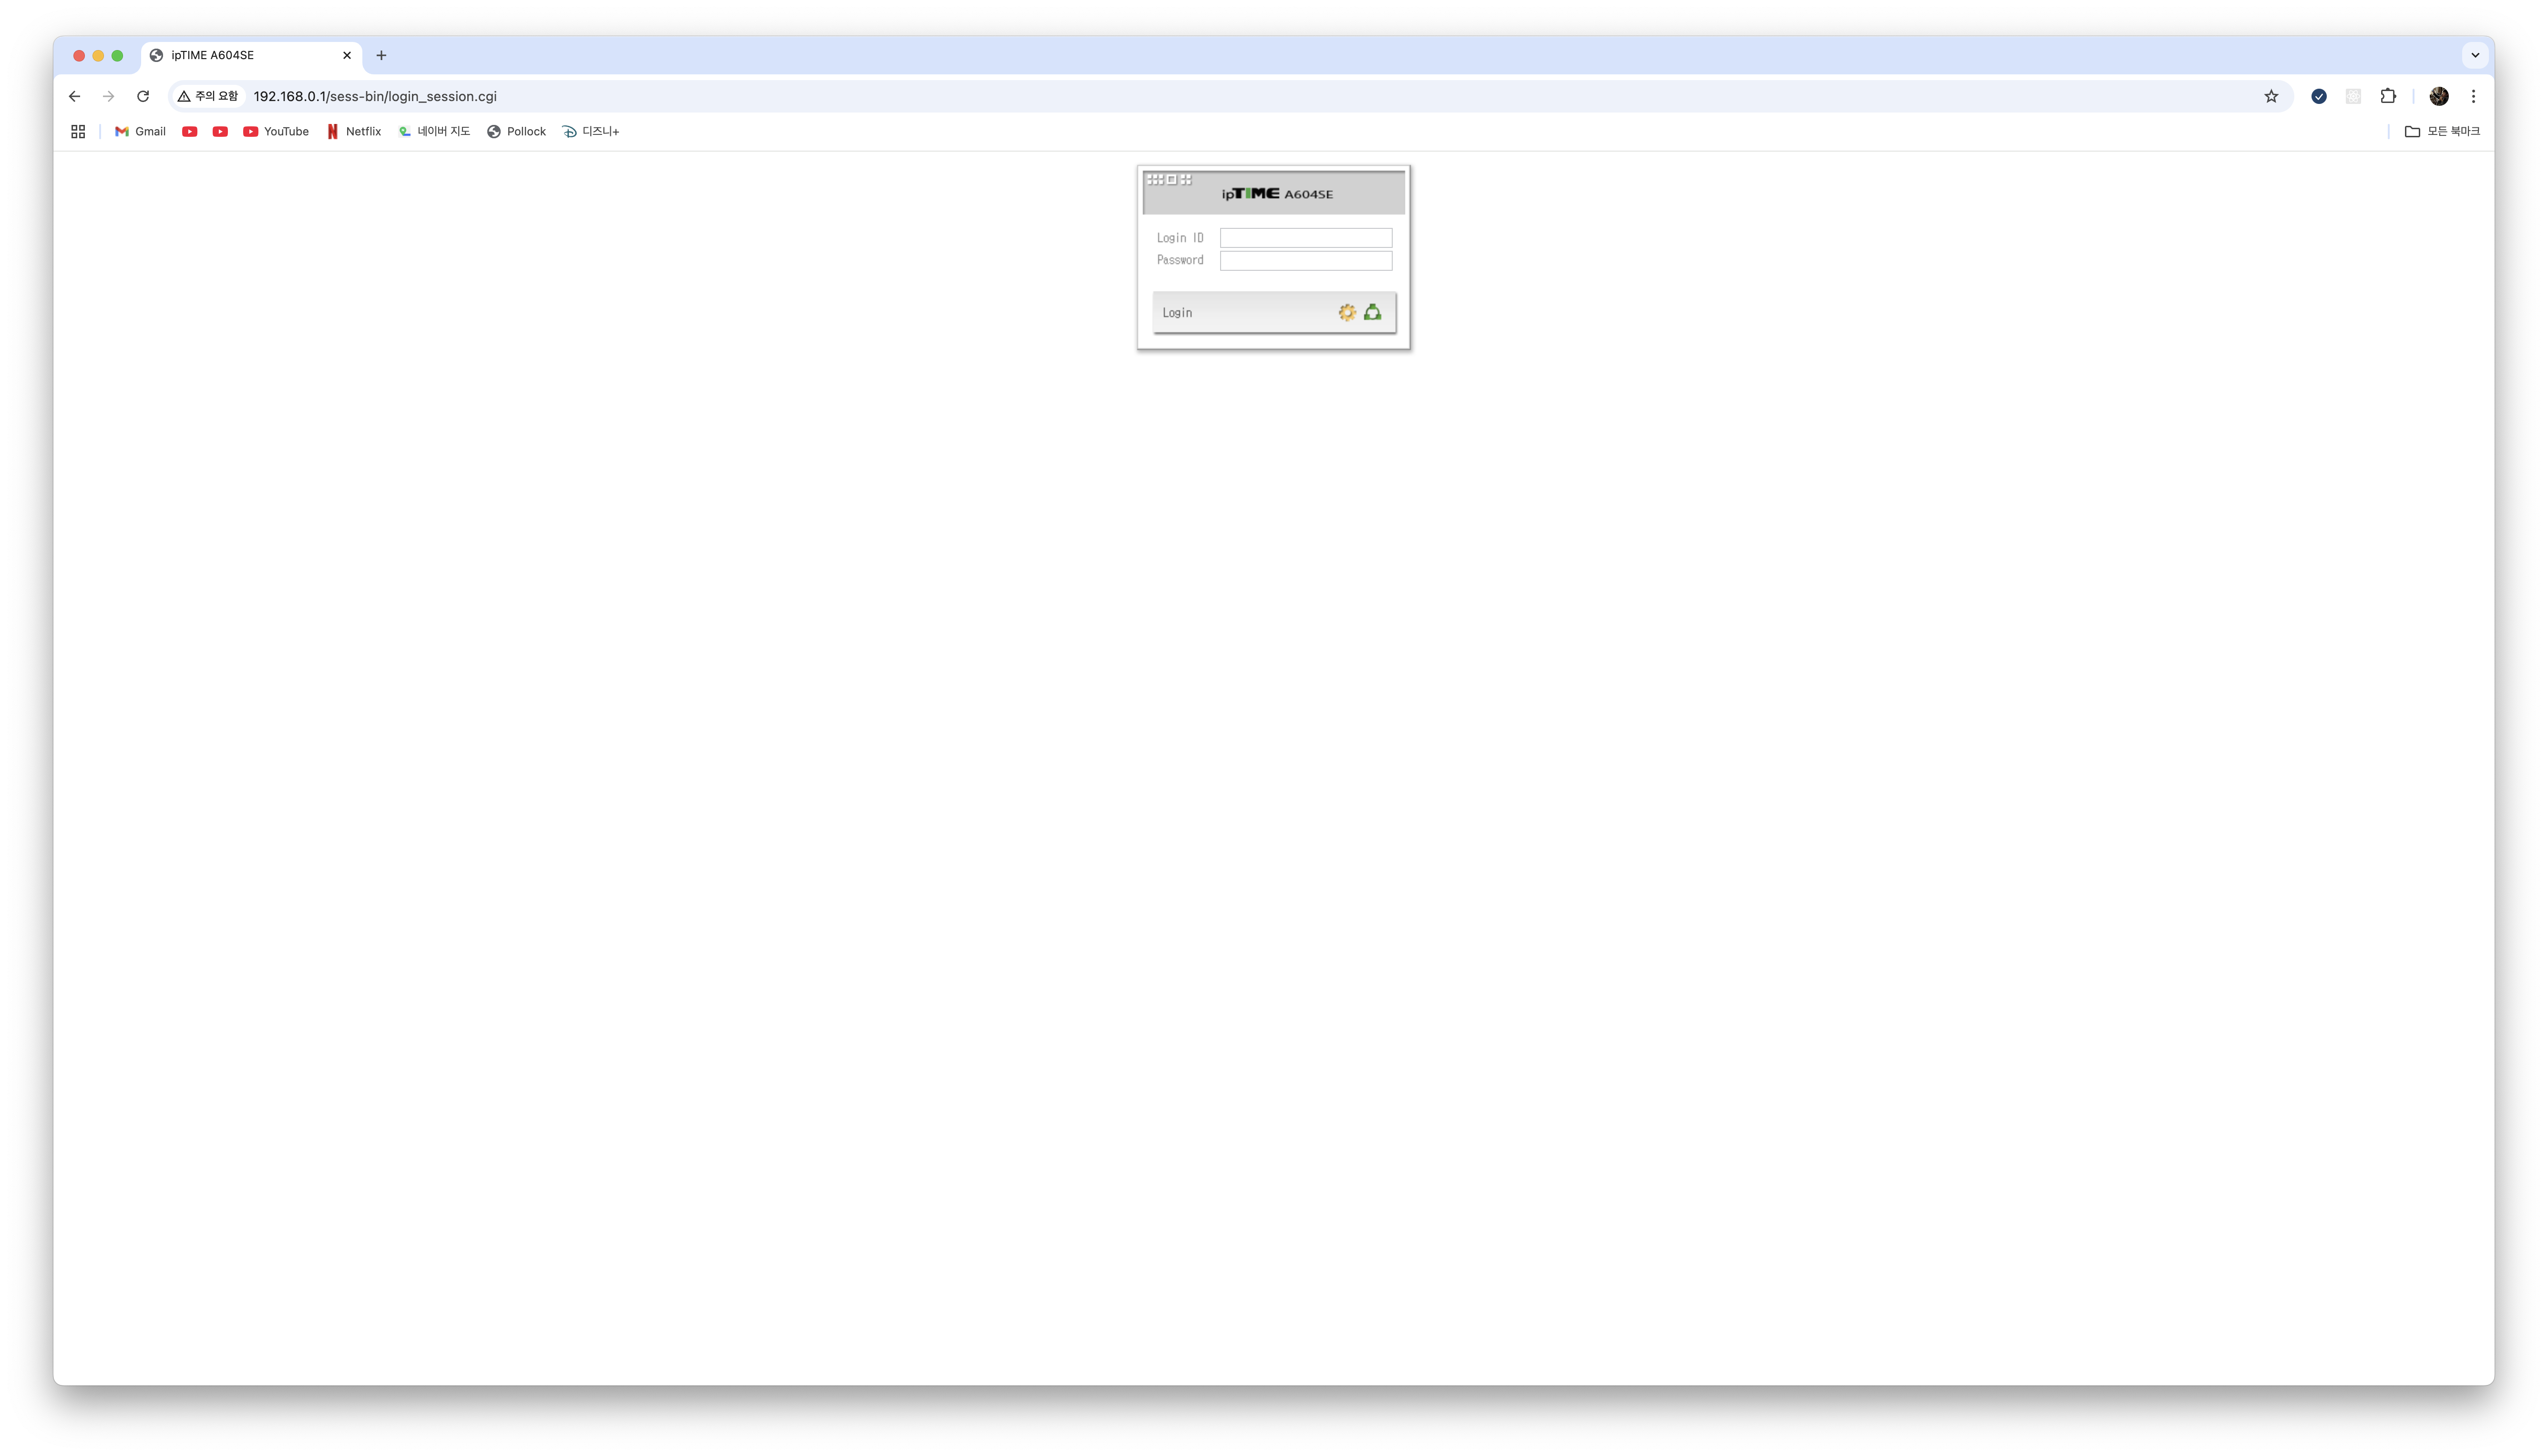 ipTIME A604SE
주의 요함
192.168.0.1/sess-bin/login_session.cgi
Gmail
YouTube
Netflix
네이버 지도
Pollock
디즈니+
모든 북마크
ipTIME A604SE
Login ID
Password
Login